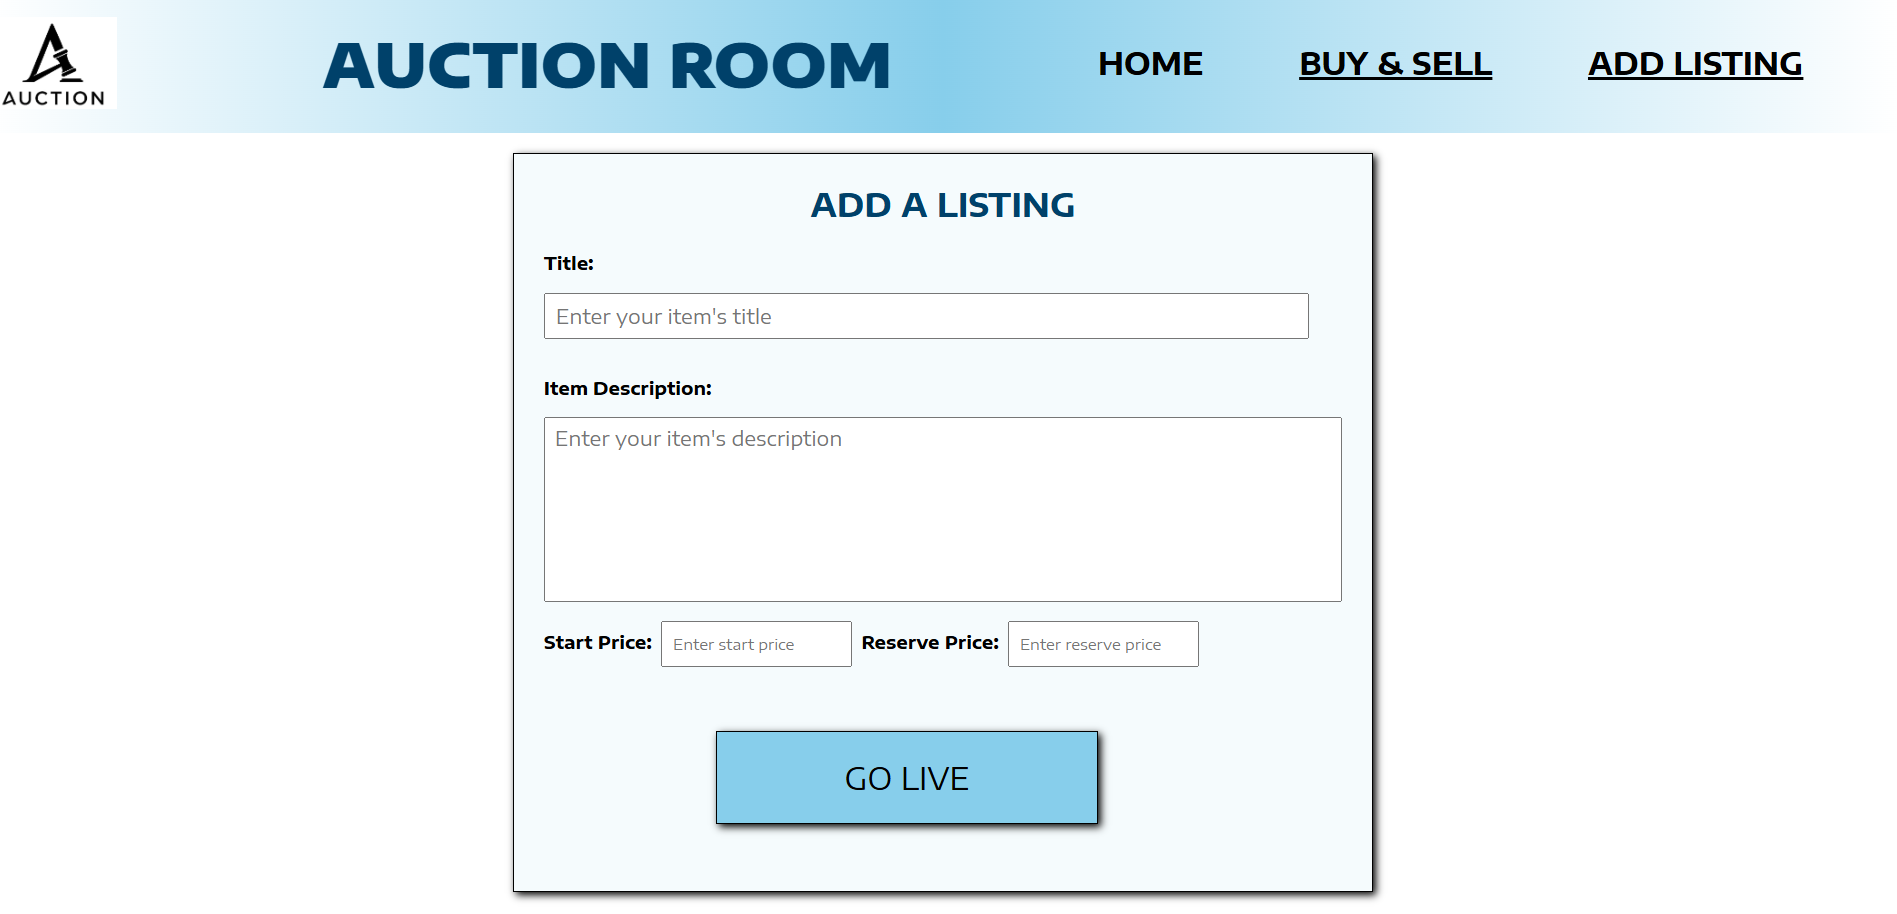 AUCTION
AUCTION ROOM
HOME
BUY & SELL
ADD LISTING
ADD A LISTING
Title:
Enter your item's title
Item Description:
Enter your item's description
Start Price: Enter start price Reserve Price: Enter reserve price
GO LIVE